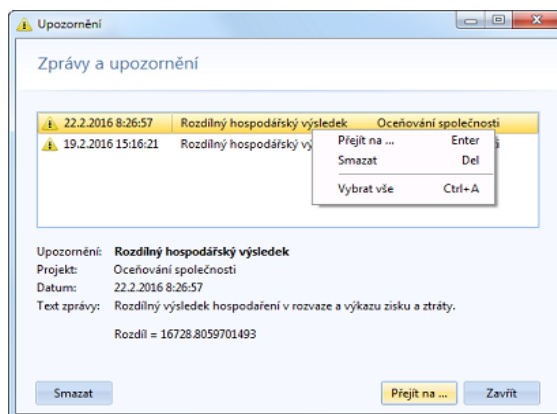 Upozornění
Zprávy a upozornění
22.2.2016 8:26:57 Rozdílný hospodářský výsledek Oceňování společnosti
19.2.2016 15:16:21 Rozdílný hospodářský
Přejít na ... Enter
Smazat Del
Vybrat vše Ctrl+A
Upozornění: Rozdílný hospodářský výsledek
Projekt: Oceňování společnosti
Datum: 22.2.2016 8:26:57
Text zprávy: Rozdílný výsledek hospodaření v rozvaze a výkazu zisku a ztráty.
Rozdíl = 16728.8059701493
Smazat Přejít na ... Zavřít